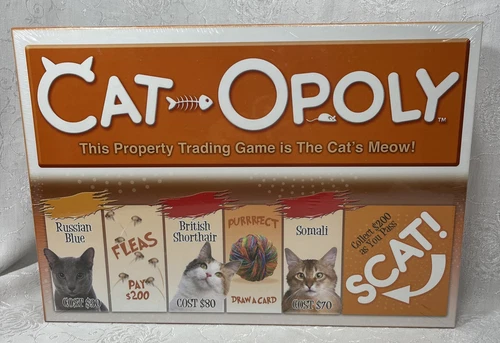 CAT-OPOLY™
This Property Trading Game is The Cat's Meow!
Russian
Blue
FLEAS
PAY
$200
British
Shorthair
COST $80
PURRRFECT
DRAW A CARD
Somali
COST $70
Collect $200
as You Pass
SCAT!